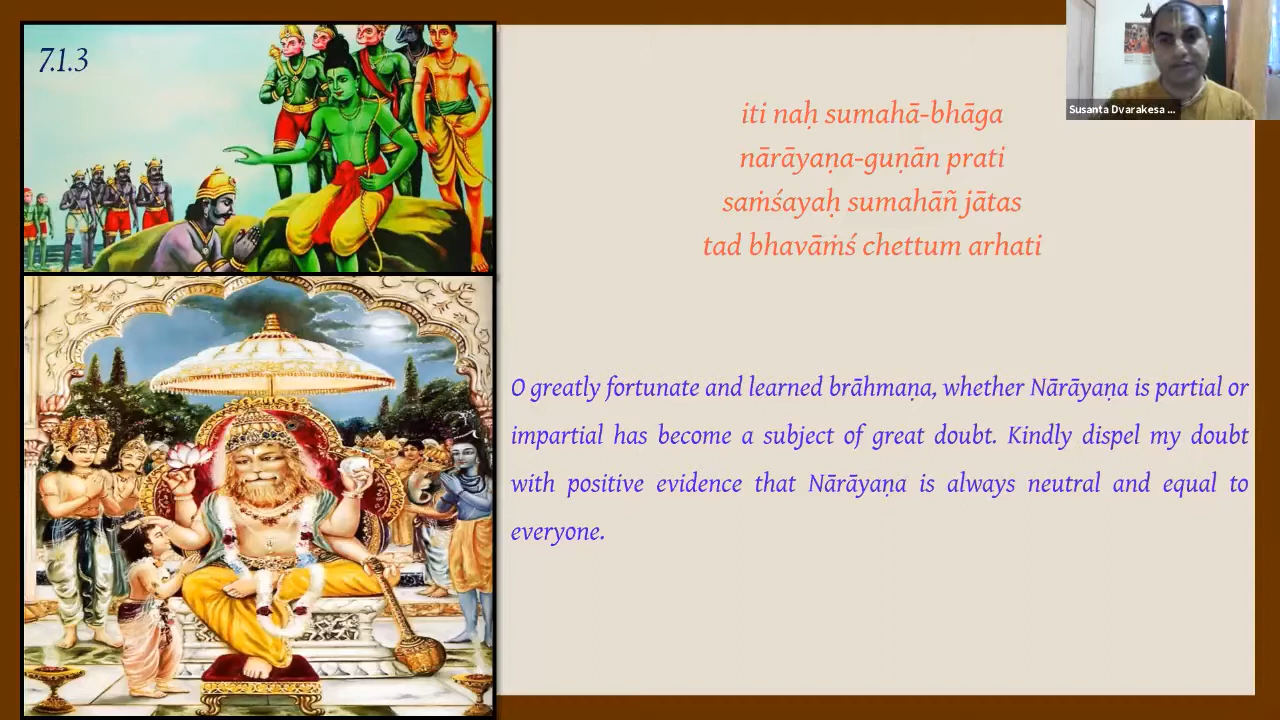 7.1.3
Susanta Dvarakesa ...
iti naḥ sumahā-bhāga
nārāyaṇa-guṇān prati
saṁśayaḥ sumahāñ jātas
tad bhavāṁś chettum arhati
O greatly fortunate and learned brāhmaṇa, whether Nārāyaṇa is partial or
impartial has become a subject of great doubt. Kindly dispel my doubt
with positive evidence that Nārāyaṇa is always neutral and equal to
everyone.